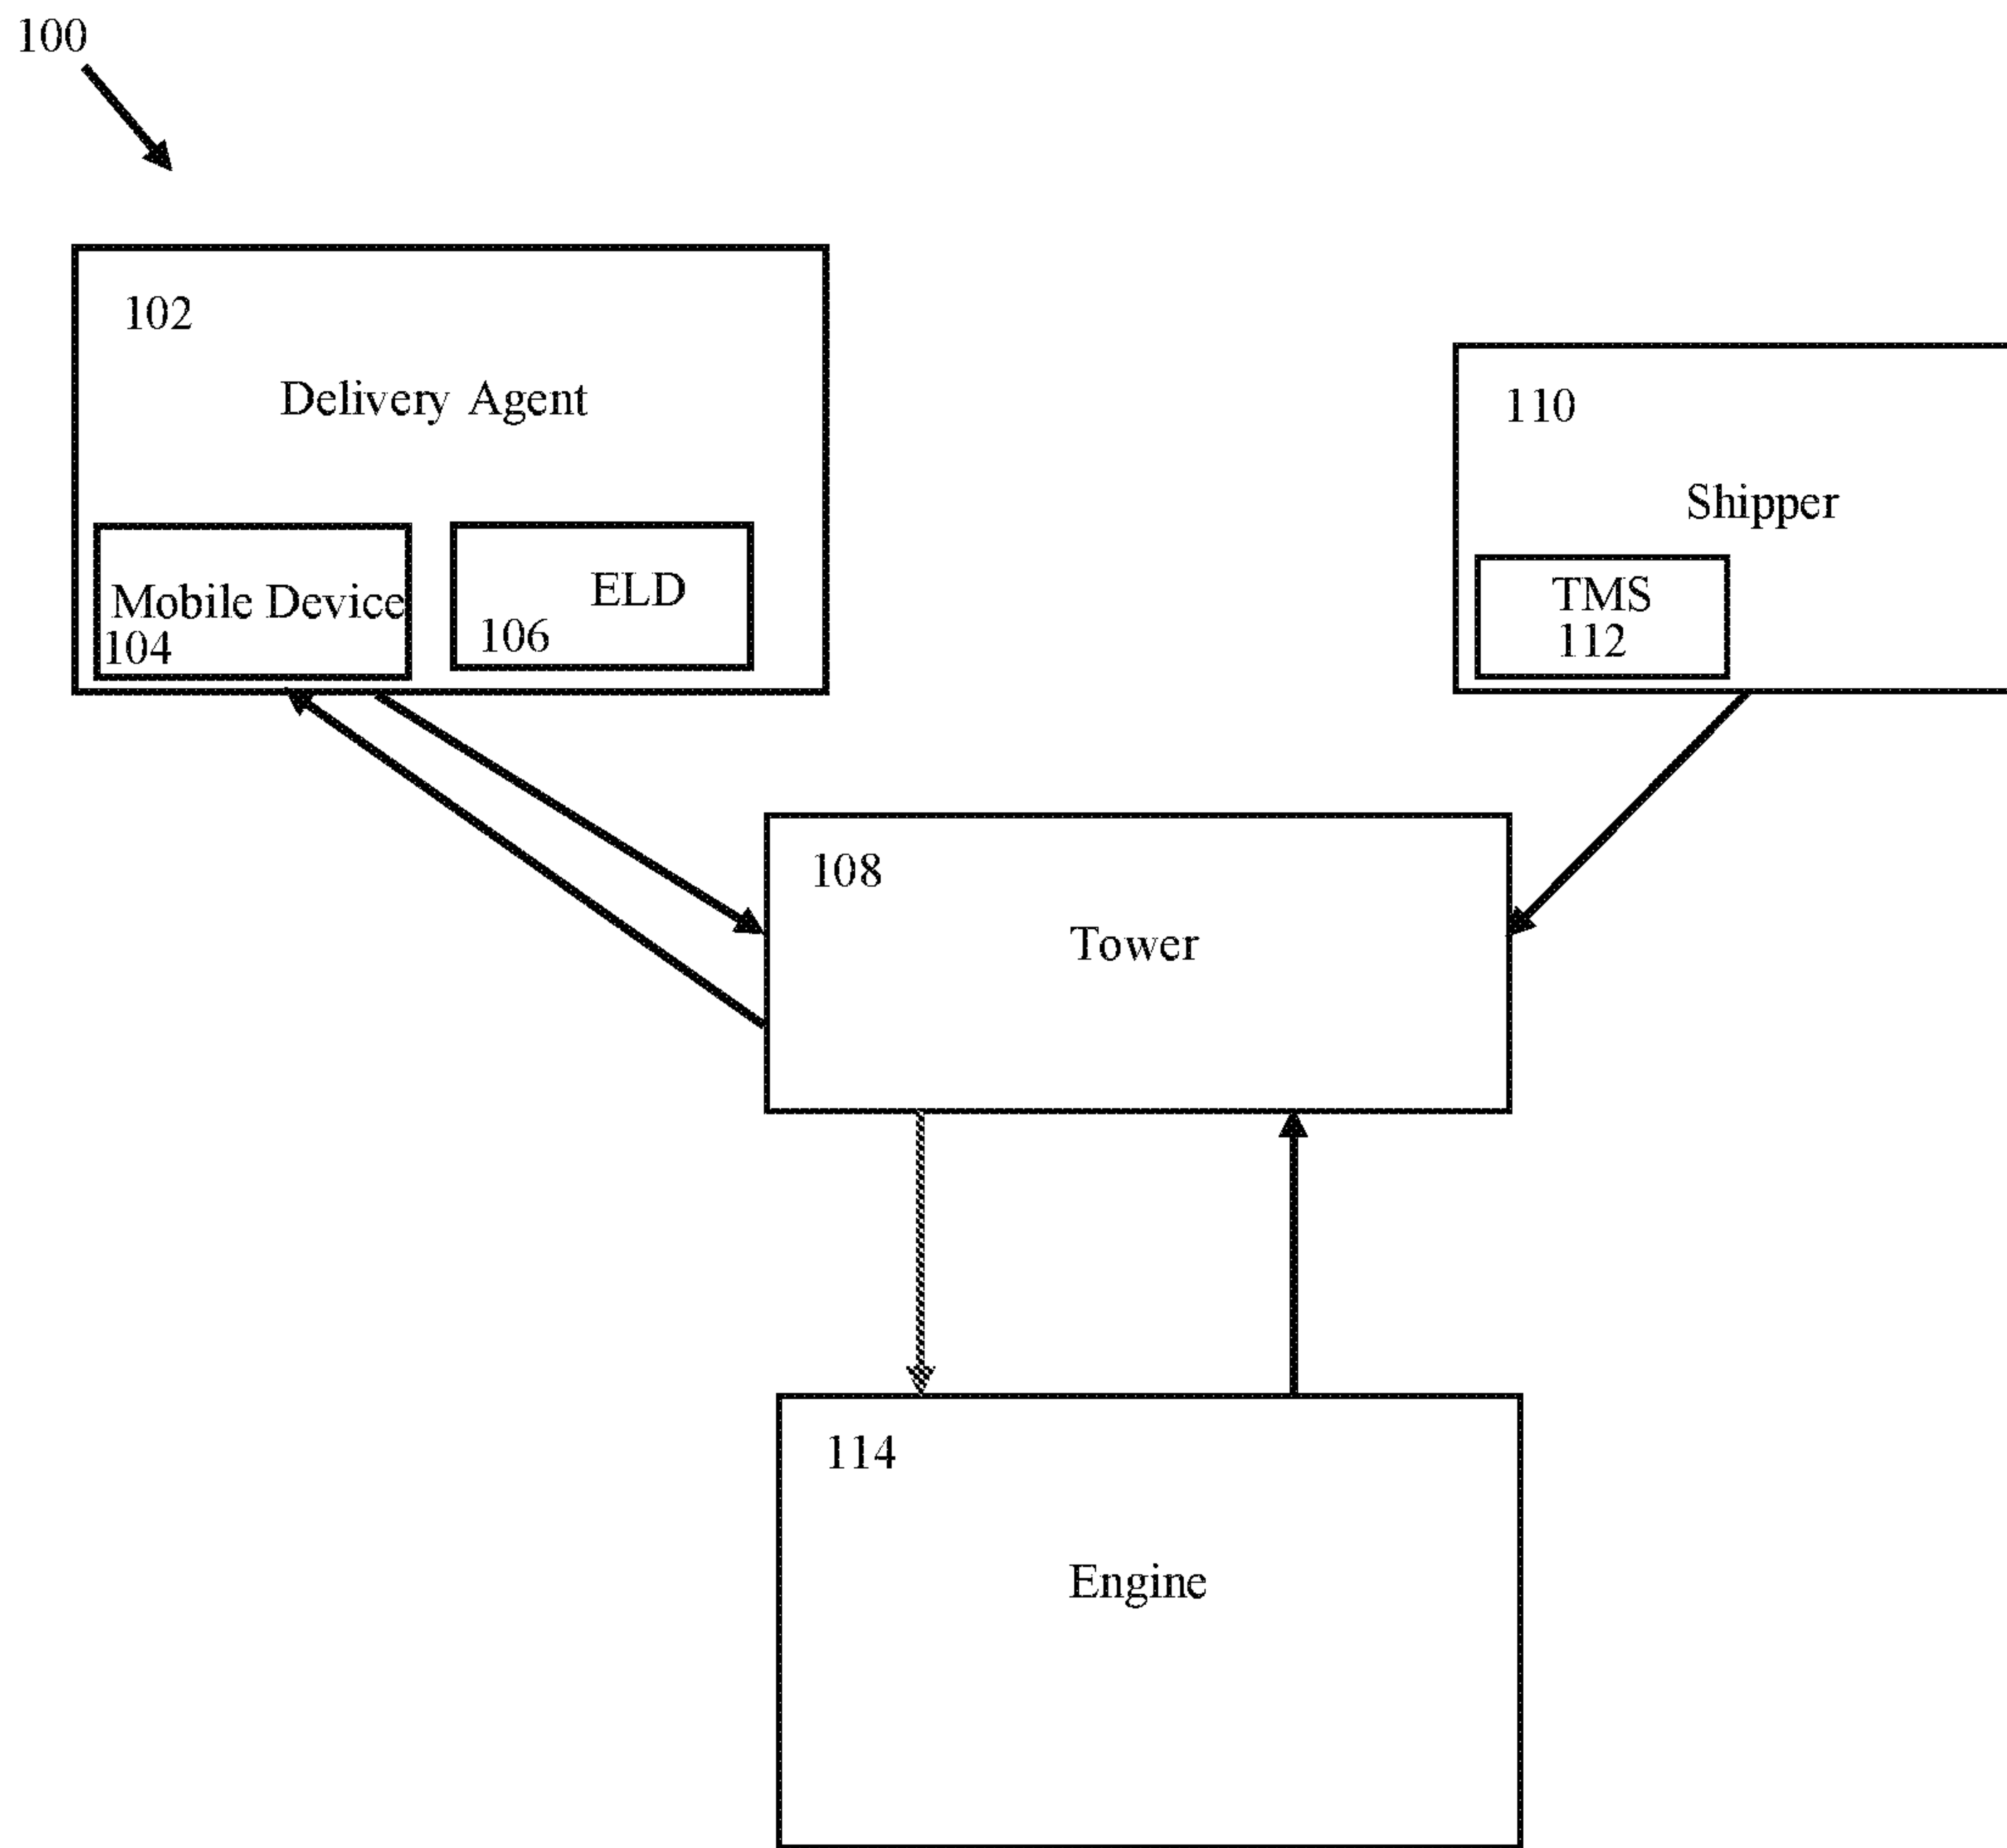 100
102
Delivery Agent
Mobile Device
104
ELD
106
110
Shipper
TMS
112
108
Tower
114
Engine